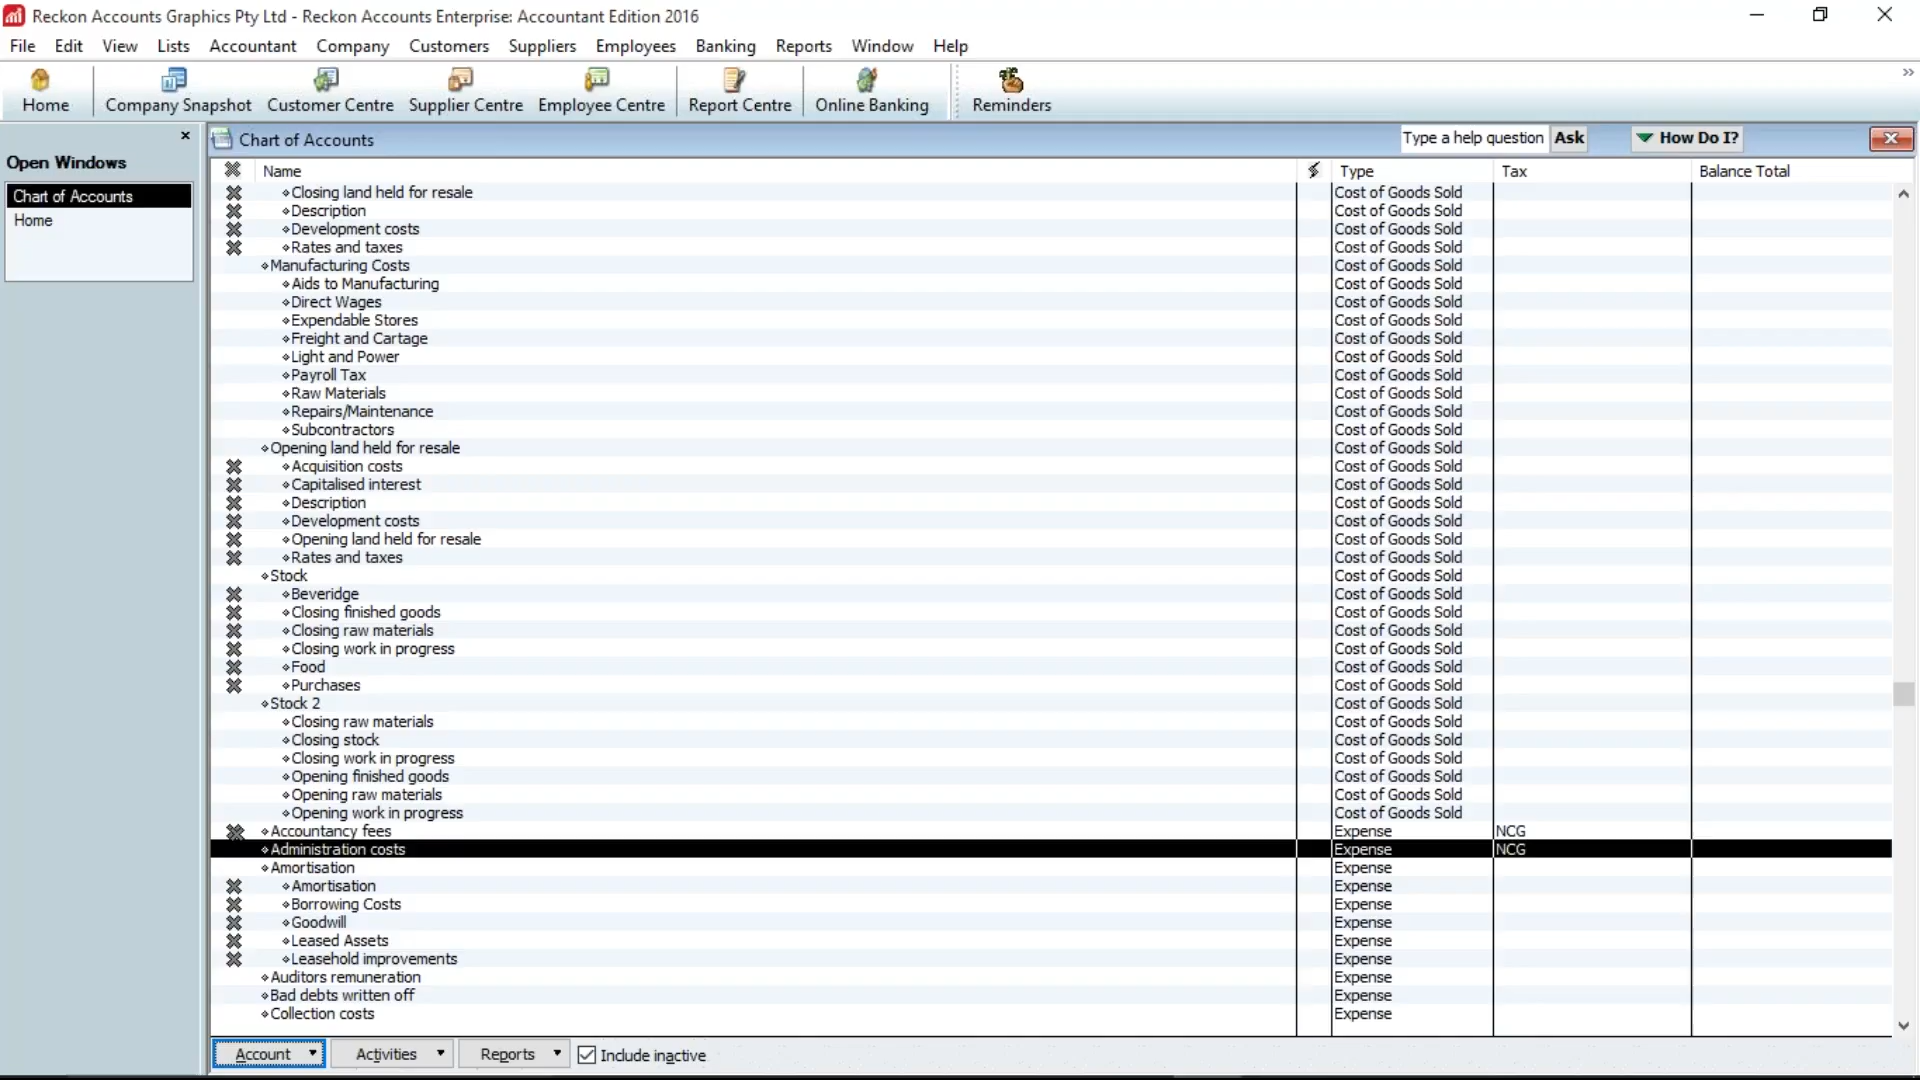 Reckon Accounts Graphics Pty Ltd - Reckon Accounts Enterprise: Accountant Edition 2016
File Edit View Lists Accountant Company Customers Suppliers Employees Banking Reports Window Help
Home Company Snapshot Customer Centre Supplier Centre Employee Centre Report Centre Online Banking Reminders
Open Windows
Chart of Accounts
Home
Chart of Accounts Type a help question Ask How Do I?
Name Type Tax Balance Total
Closing land held for resale Cost of Goods Sold
Description Cost of Goods Sold
Development costs Cost of Goods Sold
Rates and taxes Cost of Goods Sold
Manufacturing Costs Cost of Goods Sold
Aids to Manufacturing Cost of Goods Sold
Direct Wages Cost of Goods Sold
Expendable Stores Cost of Goods Sold
Freight and Cartage Cost of Goods Sold
Light and Power Cost of Goods Sold
Payroll Tax Cost of Goods Sold
Raw Materials Cost of Goods Sold
Repairs/Maintenance Cost of Goods Sold
Subcontractors Cost of Goods Sold
Opening land held for resale Cost of Goods Sold
Acquisition costs Cost of Goods Sold
Capitalised interest Cost of Goods Sold
Description Cost of Goods Sold
Development costs Cost of Goods Sold
Opening land held for resale Cost of Goods Sold
Rates and taxes Cost of Goods Sold
Stock Cost of Goods Sold
Beveridge Cost of Goods Sold
Closing finished goods Cost of Goods Sold
Closing raw materials Cost of Goods Sold
Closing work in progress Cost of Goods Sold
Food Cost of Goods Sold
Purchases Cost of Goods Sold
Stock 2 Cost of Goods Sold
Closing raw materials Cost of Goods Sold
Closing stock Cost of Goods Sold
Closing work in progress Cost of Goods Sold
Opening finished goods Cost of Goods Sold
Opening raw materials Cost of Goods Sold
Opening work in progress Cost of Goods Sold
Accountancy fees Expense NCG
Administration costs Expense NCG
Amortisation Expense
Amortisation Expense
Borrowing Costs Expense
Goodwill Expense
Leased Assets Expense
Leasehold improvements Expense
Auditors remuneration Expense
Bad debts written off Expense
Collection costs Expense
Account Activities Reports Include inactive